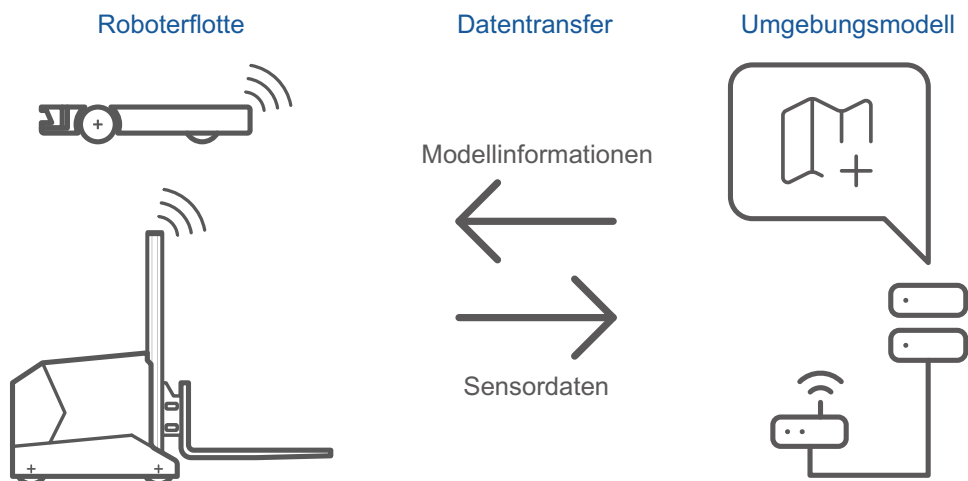 Roboterflotte
Datentransfer
Umgebungsmodell
Modellinformationen
Sensordaten